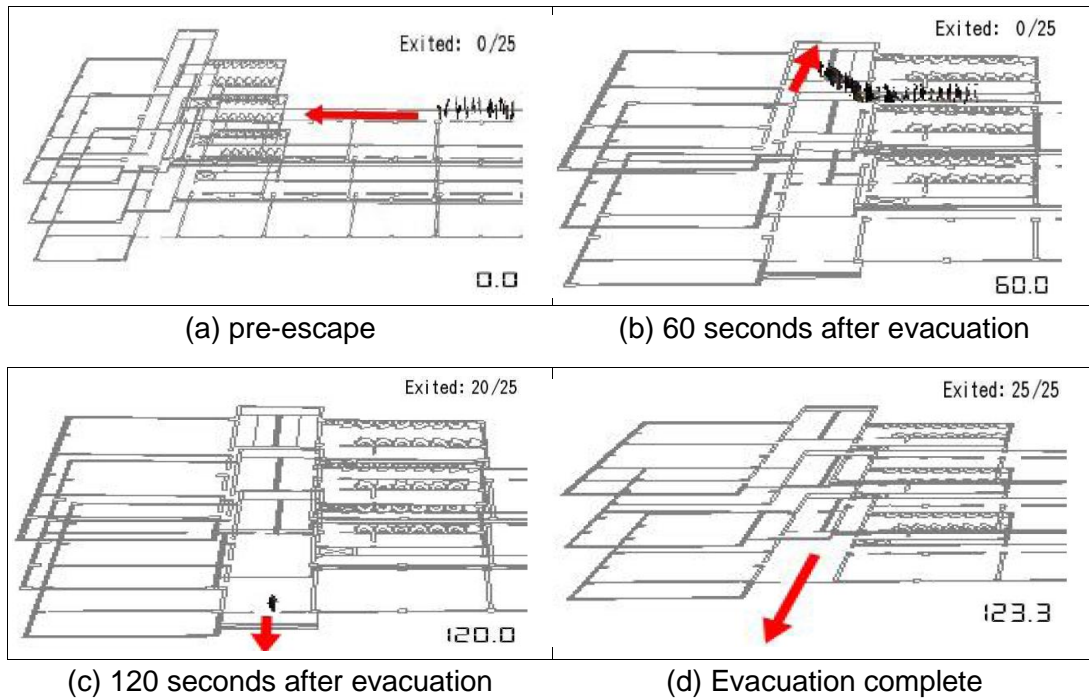 Exited: 0/25
0.0
(a) pre-escape
Exited: 0/25
60.0
(b) 60 seconds after evacuation
Exited: 20/25
120.0
(c) 120 seconds after evacuation
Exited: 25/25
123.3
(d) Evacuation complete